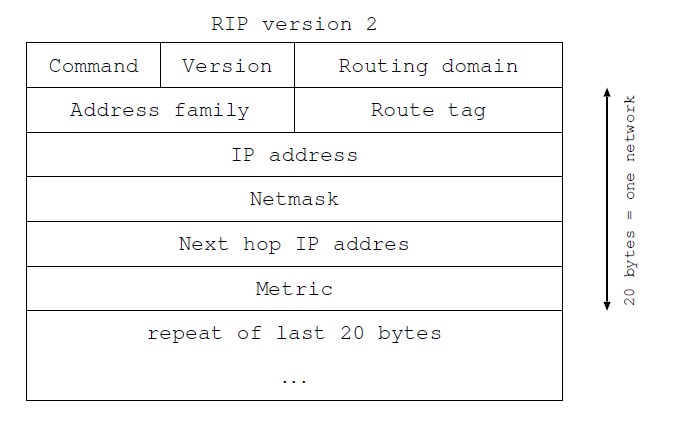 RIP version 2
Command Version Routing domain
Address family Route tag
IP address
Netmask
Next hop IP addres
Metric
repeat of last 20 bytes
...
20 bytes = one network